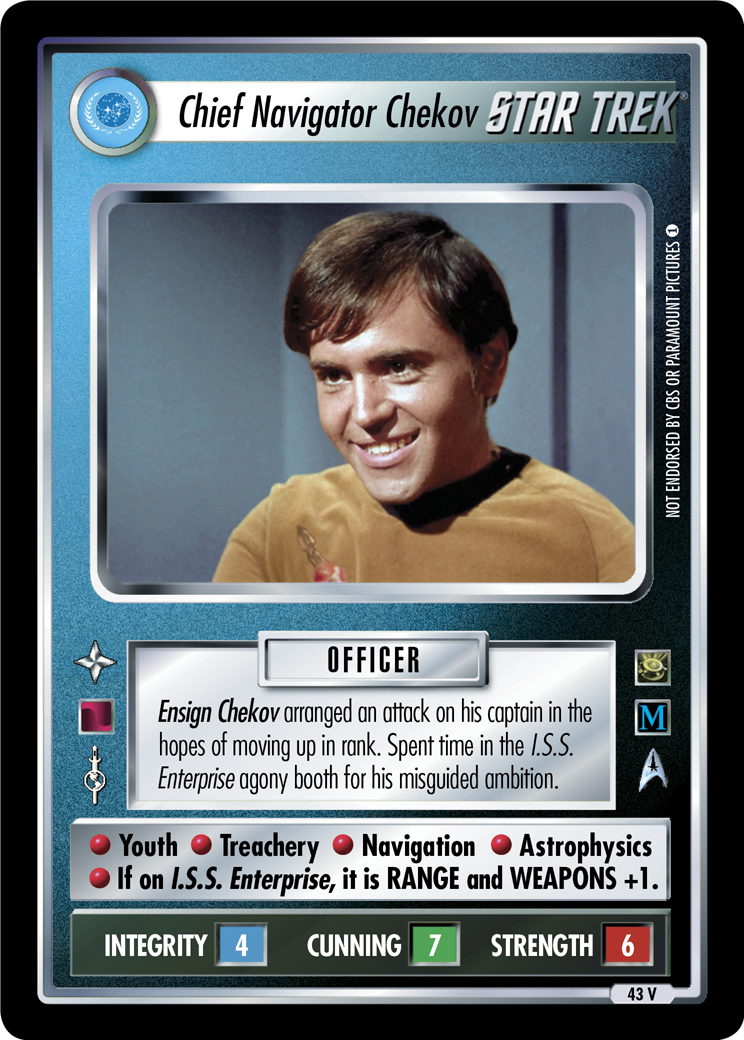 Chief Navigator Chekov STAR TREK®
NOT ENDORSED BY CBS OR PARAMOUNT PICTURES 1
OFFICER
Ensign Chekov arranged an attack on his captain in the
hopes of moving up in rank. Spent time in the I.S.S.
Enterprise agony booth for his misguided ambition.
M
• Youth • Treachery • Navigation • Astrophysics
• If on I.S.S. Enterprise, it is RANGE and WEAPONS +1.
INTEGRITY 4 CUNNING 7 STRENGTH 6
43 V